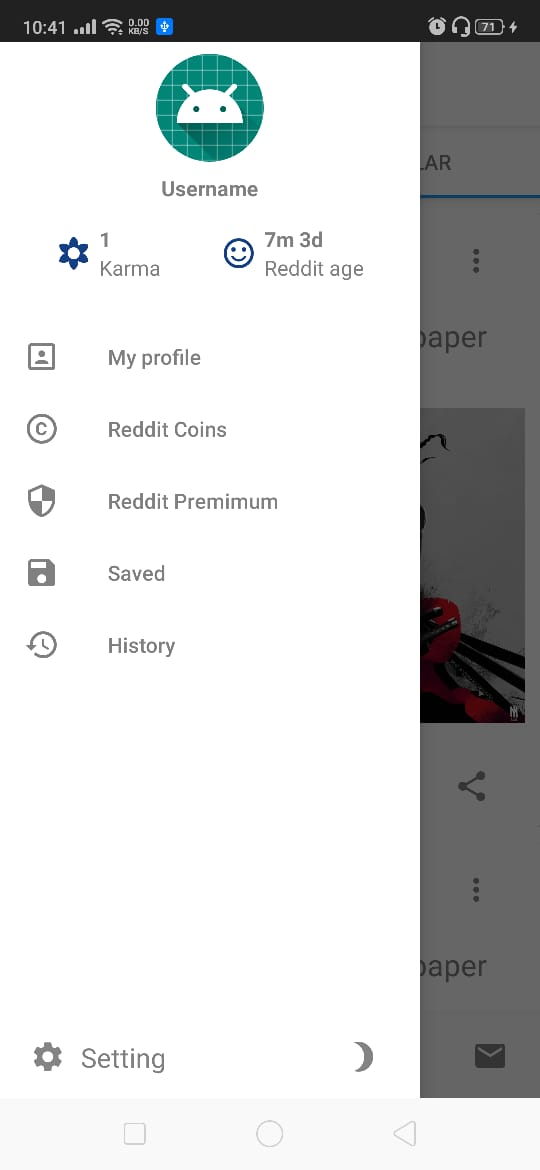 10:41
0.00
KB/S
71
Username
LAR
1
Karma
7m 3d
Reddit age
My profile
paper
Reddit Coins
Reddit Premimum
Saved
History
paper
Setting